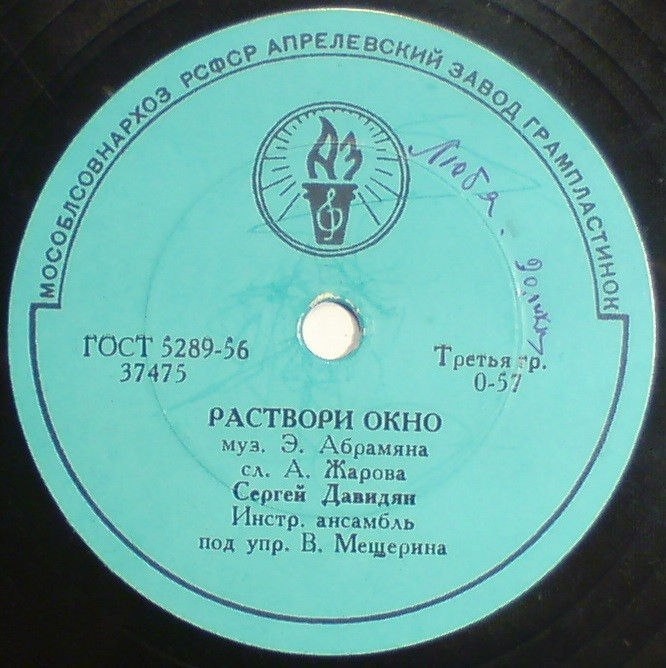 МОСОБЛСОВНАРХОЗ РСФСР АПРЕЛЕВСКИЙ ЗАВОД ГРАМПЛАСТИНОК
АЗ
Люба.
ГОСТ 5289-56
37475
Третья гр.
0-57
РАСТВОРИ ОКНО
муз. Э. Абрамяна
сл. А. Жарова
Сергей Давидян
Инстр. ансамбль
под упр. В. Мещерина